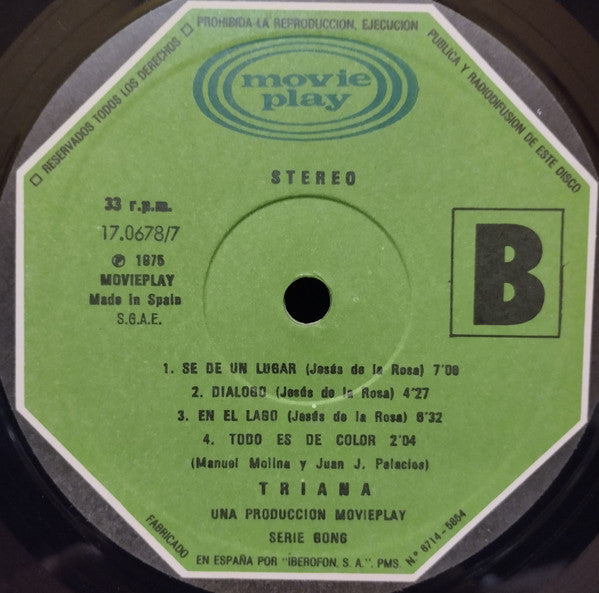 □ RESERVADOS TODOS LOS DERECHOS □ PROHIBIDA LA REPRODUCCION, EJECUCION PUBLICA Y RADIODIFUSION DE ESTE DISCO
movie
play
STEREO
33 r.p.m.
17.0678/7
Ⓟ 1975
MOVIEPLAY
Made in Spain
S.G.A.E.
B
1. SE DE UN LUGAR (Jesús de la Rosa) 7'00
2. DIALOGO (Jesús de la Rosa) 4'27
3. EN EL LAGO (Jesús de la Rosa) 6'32
4. TODO ES DE COLOR 2'04
(Manuel Molina y Juan J. Palacios)
TRIANA
UNA PRODUCCION MOVIEPLAY
SERIE GONG
FABRICADO EN ESPAÑA POR "IBEROFON, S. A.". PMS. N° 6714-5854